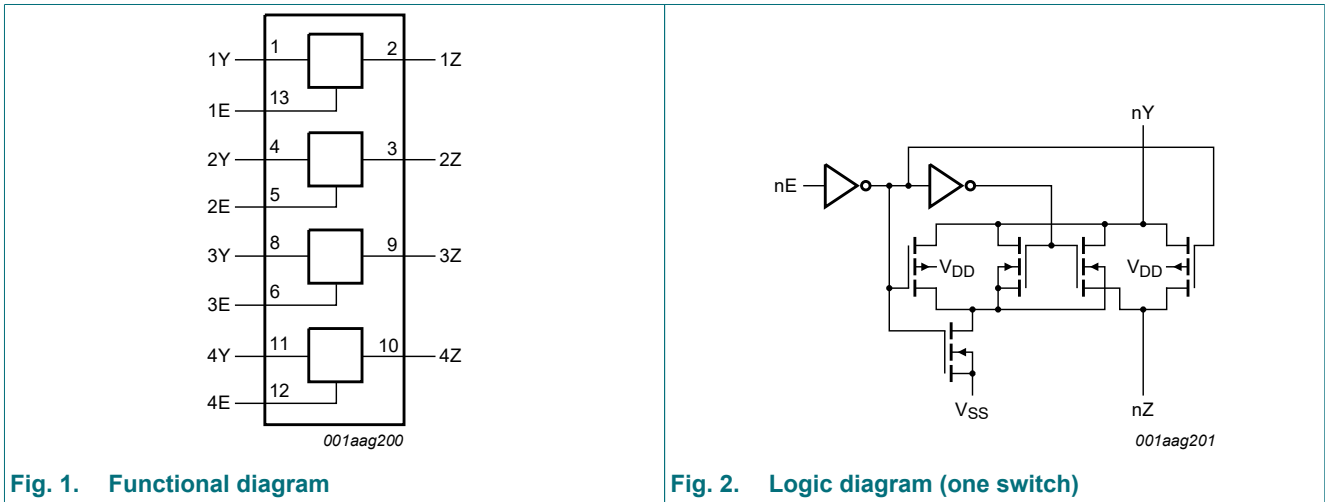 1Y 1 2 1Z
1E 13
2Y 4 3 2Z
2E 5
3Y 8 9 3Z
3E 6
4Y 11 10 4Z
4E 12
001aag200
Fig. 1. Functional diagram
nY
nE
VDD VDD
VSS nZ
001aag201
Fig. 2. Logic diagram (one switch)